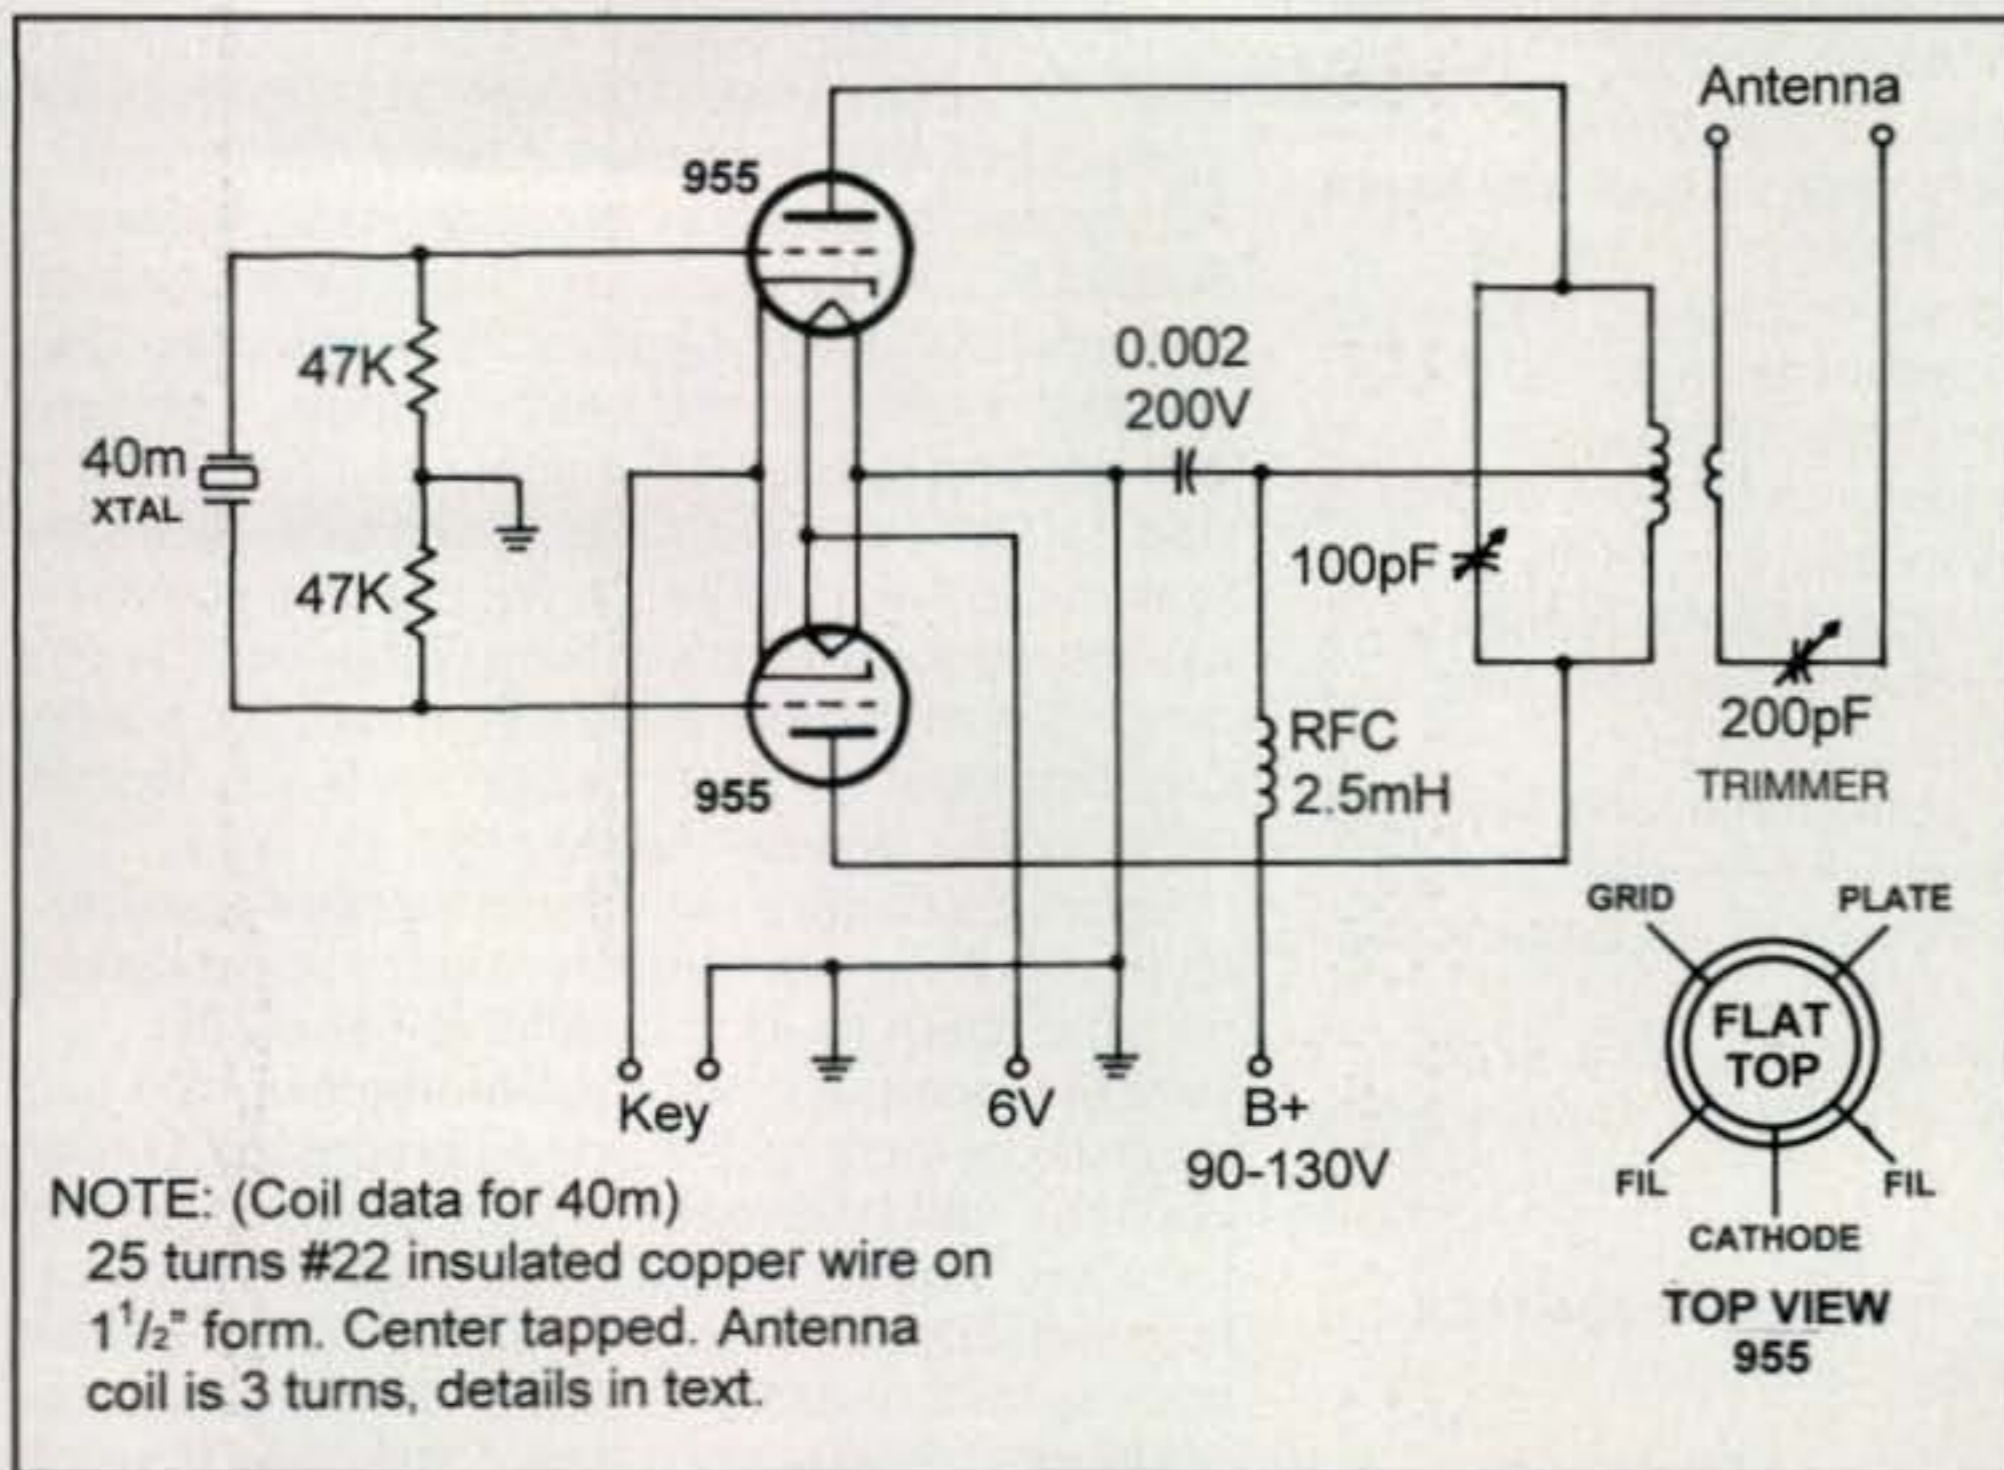 Antenna
955
0.002
200V
47K
40m
XTAL
47K
100pF
RFC
2.5mH
200pF
TRIMMER
955
GRID
PLATE
FLAT
TOP
FIL
FIL
CATHODE
TOP VIEW
955
Key
6V
B+
90-130V
NOTE: (Coil data for 40m)
25 turns #22 insulated copper wire on
1 1/2" form. Center tapped. Antenna
coil is 3 turns, details in text.